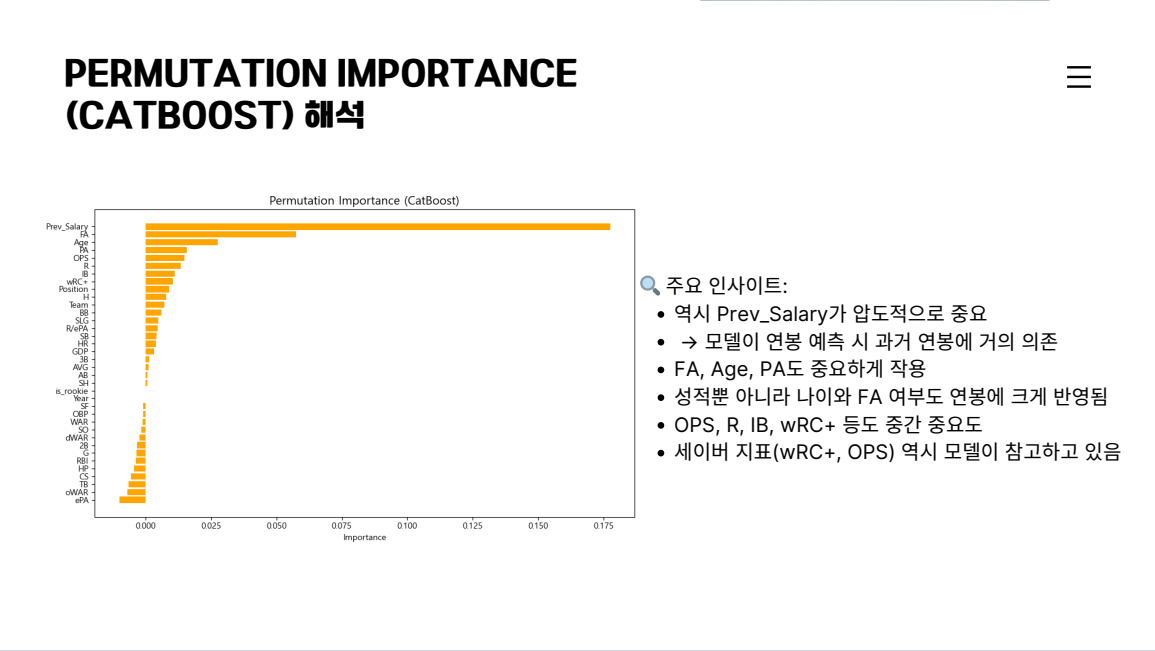 PERMUTATION IMPORTANCE
(CATBOOST) 해석
Permutation Importance (CatBoost)
Prev_Salary
FA
Age
PA
OPS
R
IB
wRC+
Position
H
Team
BB
SLG
R/ePA
SB
HR
GDP
3B
AVG
AB
SH
is_rookie
Year
SF
OBP
WAR
SO
dWAR
2B
G
RBI
HP
CS
TB
oWAR
ePA
0.000 0.025 0.050 0.075 0.100 0.125 0.150 0.175
Importance
🔍 주요 인사이트:
• 역시 Prev_Salary가 압도적으로 중요
• → 모델이 연봉 예측 시 과거 연봉에 거의 의존
• FA, Age, PA도 중요하게 작용
• 성적뿐 아니라 나이와 FA 여부도 연봉에 크게 반영됨
• OPS, R, IB, wRC+ 등도 중간 중요도
• 세이버 지표(wRC+, OPS) 역시 모델이 참고하고 있음